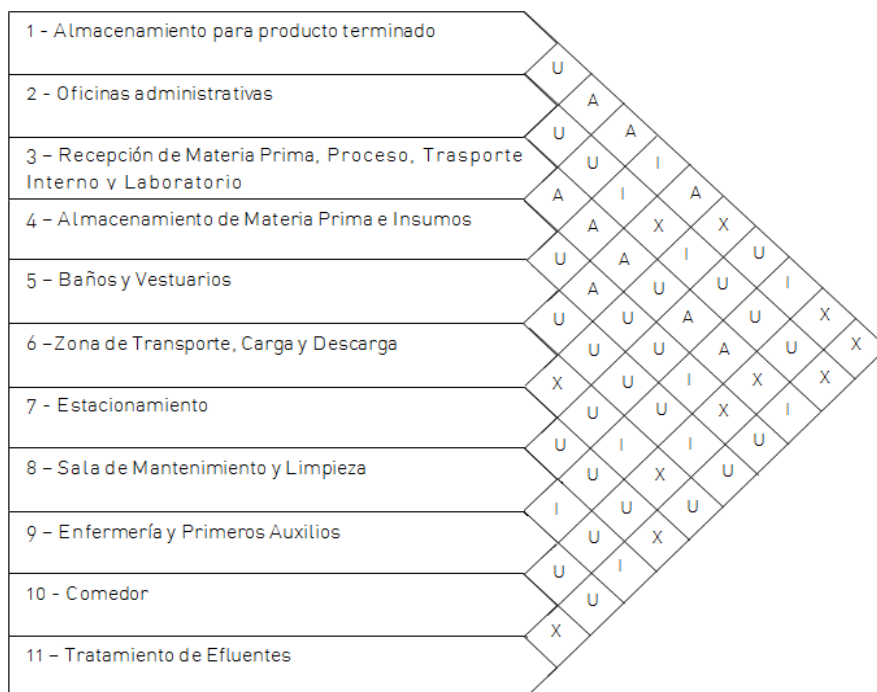 1 - Almacenamiento para producto terminado
U
2 - Oficinas administrativas
A
U A
3 – Recepción de Materia Prima, Proceso, Trasporte
U I
Interno y Laboratorio
A I A
4 – Almacenamiento de Materia Prima e Insumos
A X X
U A I U
5 – Baños y Vestuarios
A U U I
U U A U X
6 –Zona de Transporte, Carga y Descarga
U U A U X
X U I X X
7 - Estacionamiento
U U X I
U I I U
8 – Sala de Mantenimiento y Limpieza
U X U
I U U
9 – Enfermería y Primeros Auxilios
U X
U I
10 - Comedor
U
X
11 – Tratamiento de Efluentes